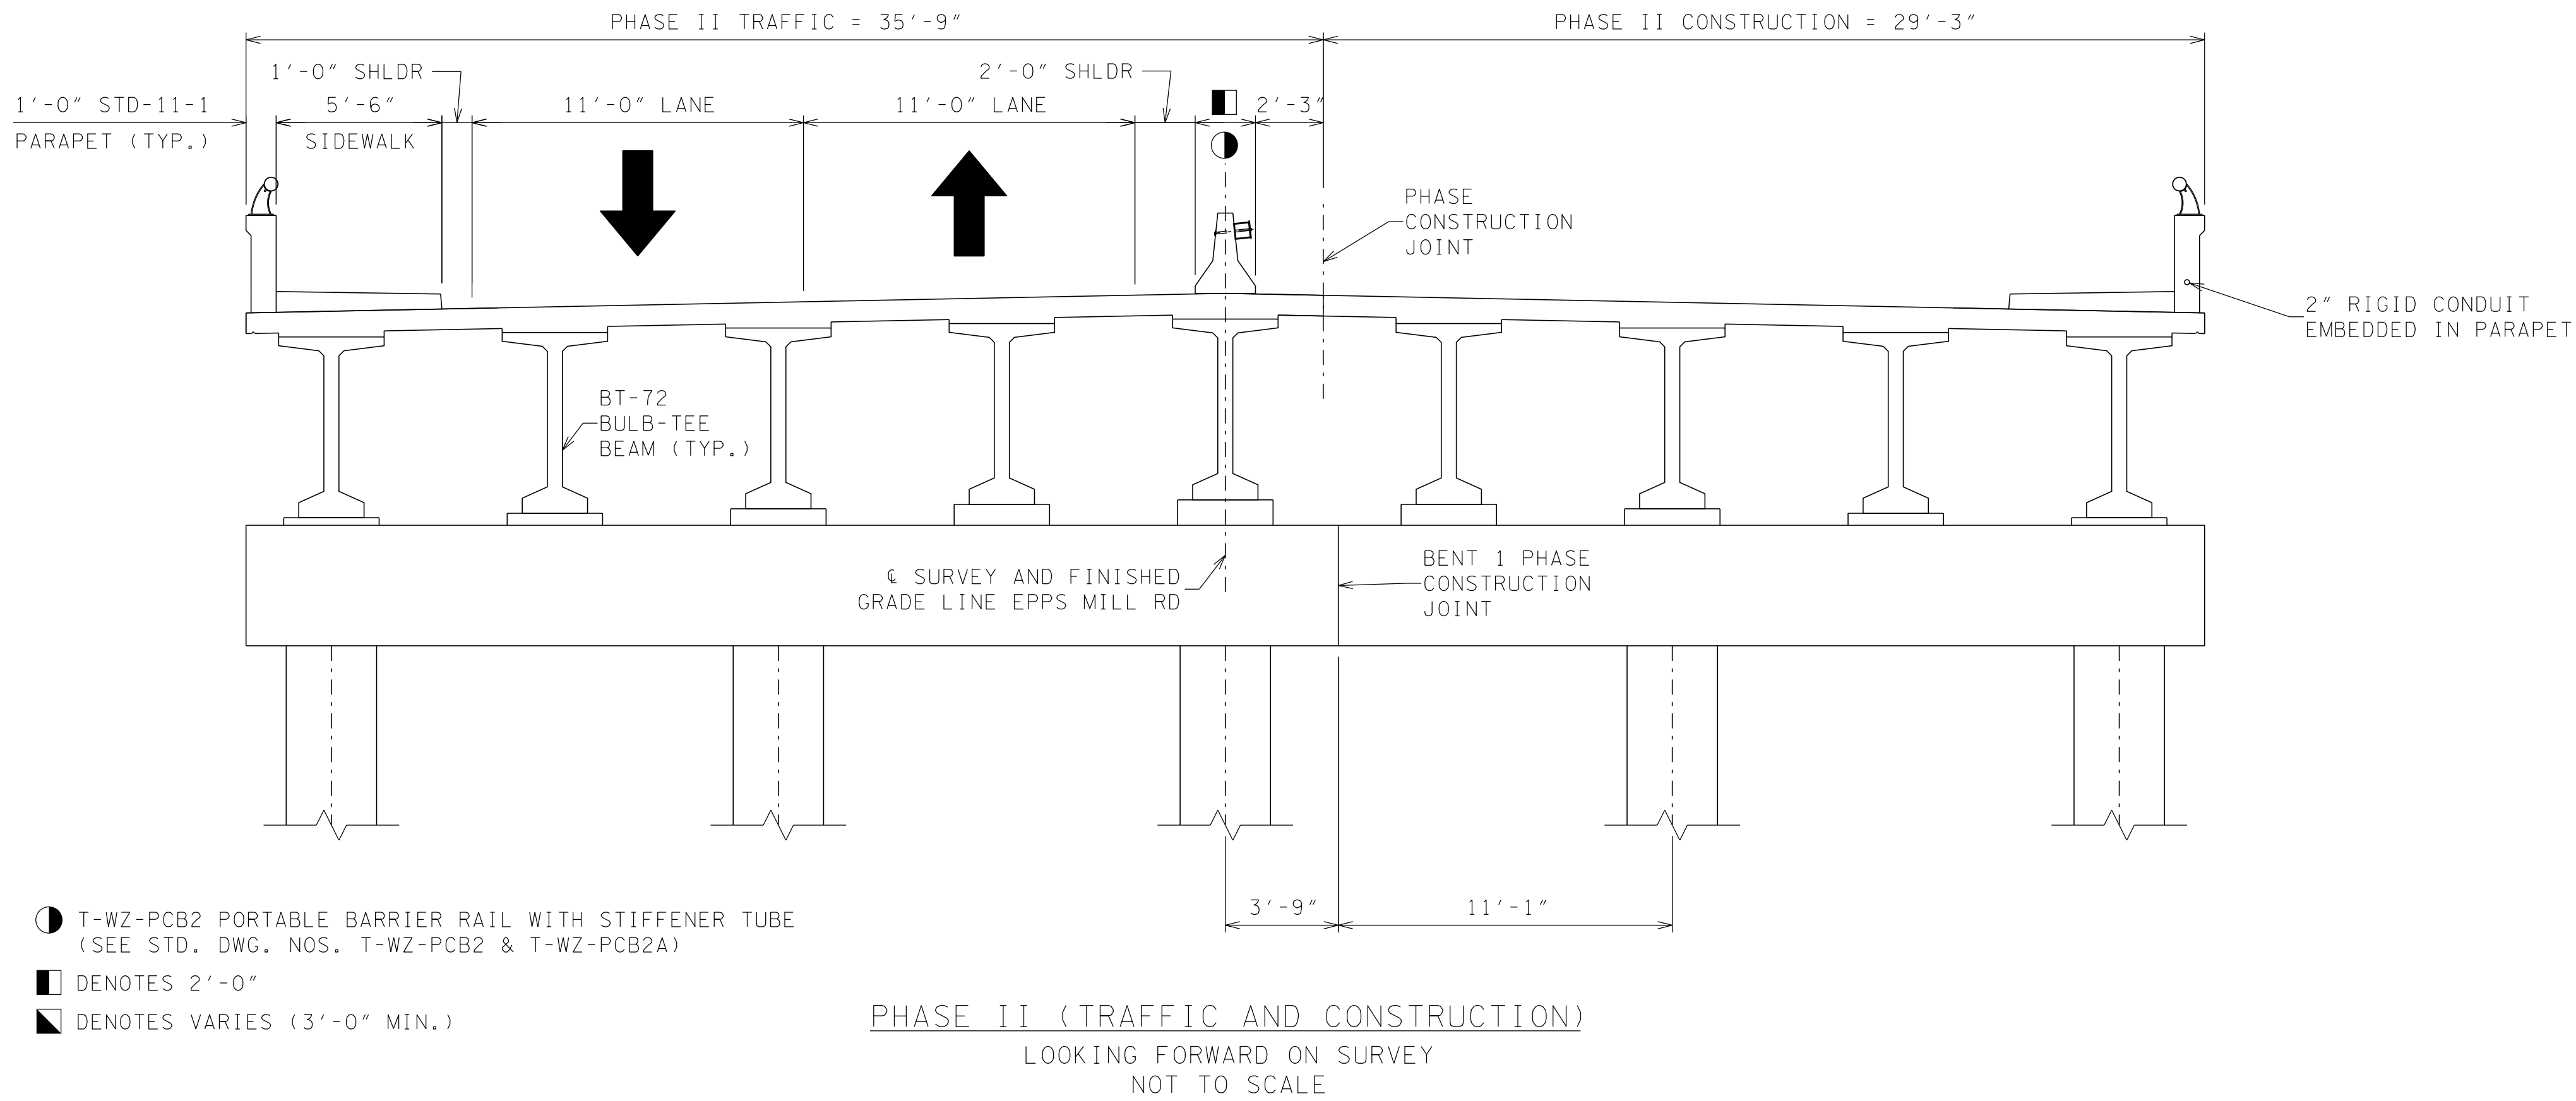 PHASE II TRAFFIC = 35'-9"
PHASE II CONSTRUCTION = 29'-3"
1'-0" SHLDR
2'-0" SHLDR
1'-0" STD-11-1
PARAPET (TYP.)
5'-6"
SIDEWALK
11'-0" LANE
11'-0" LANE
2'-3"
PHASE
CONSTRUCTION
JOINT
2" RIGID CONDUIT
EMBEDDED IN PARAPET
BT-72
BULB-TEE
BEAM (TYP.)
℄ SURVEY AND FINISHED
GRADE LINE EPPS MILL RD
BENT 1 PHASE
CONSTRUCTION
JOINT
3'-9"
11'-1"
T-WZ-PCB2 PORTABLE BARRIER RAIL WITH STIFFENER TUBE
(SEE STD. DWG. NOS. T-WZ-PCB2 & T-WZ-PCB2A)
DENOTES 2'-0"
DENOTES VARIES (3'-0" MIN.)
PHASE II (TRAFFIC AND CONSTRUCTION)
LOOKING FORWARD ON SURVEY
NOT TO SCALE